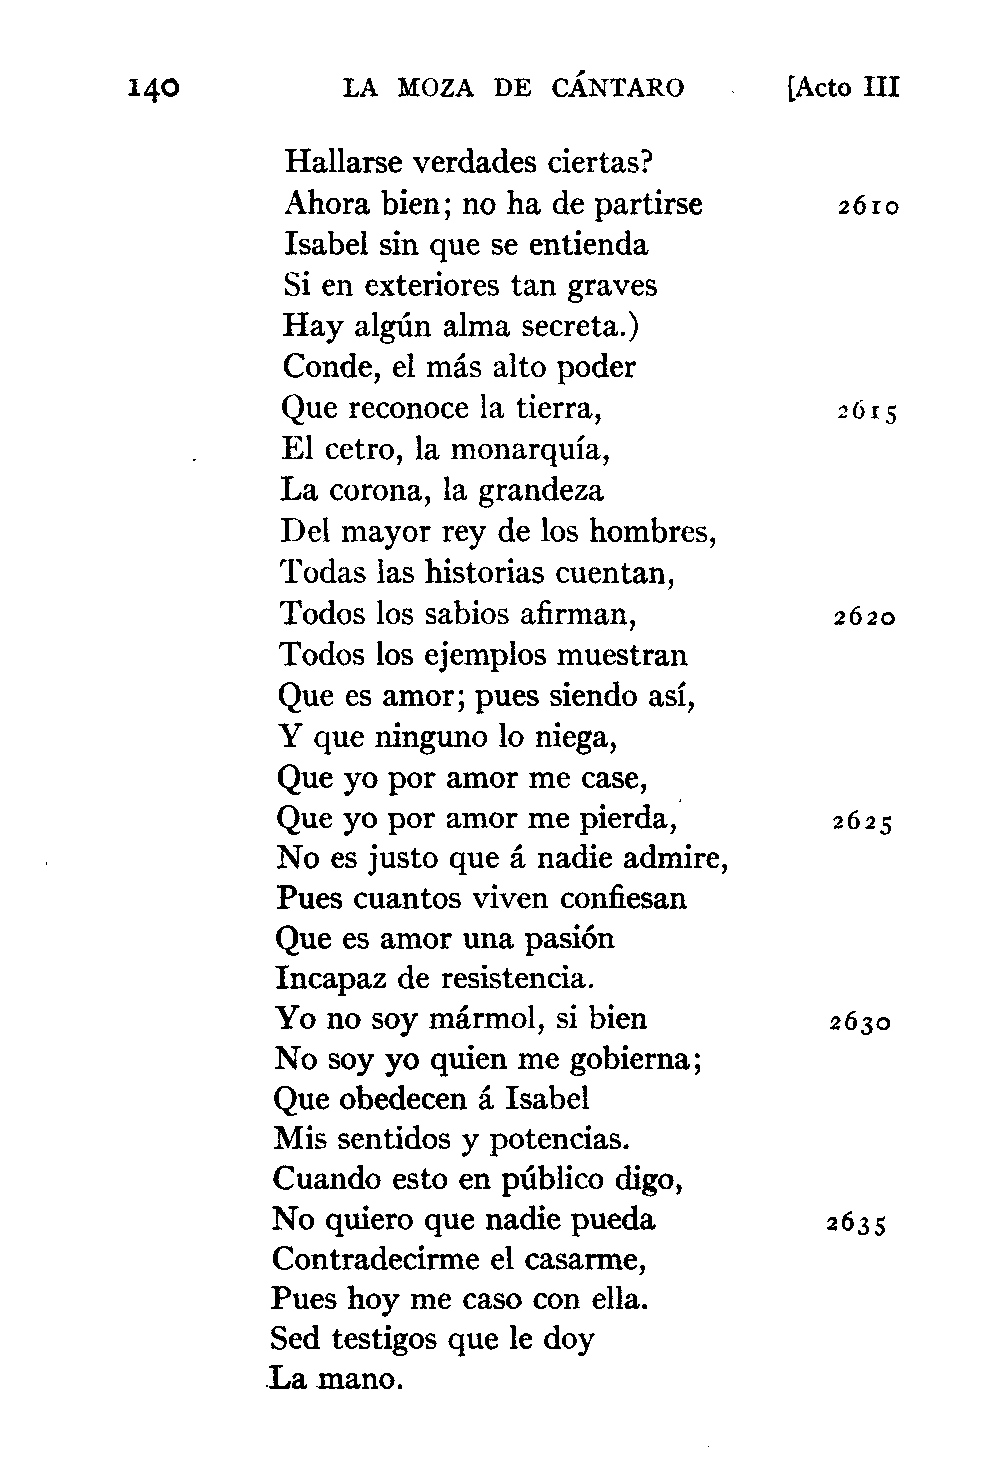 140 LA MOZA DE CÁNTARO [Acto III
Hallarse verdades ciertas?
Ahora bien; no ha de partirse 2610
Isabel sin que se entienda
Si en exteriores tan graves
Hay algún alma secreta.)
Conde, el más alto poder
Que reconoce la tierra, 2615
El cetro, la monarquía,
La corona, la grandeza
Del mayor rey de los hombres,
Todas las historias cuentan,
Todos los sabios afirman, 2620
Todos los ejemplos muestran
Que es amor; pues siendo así,
Y que ninguno lo niega,
Que yo por amor me case,
Que yo por amor me pierda, 2625
No es justo que á nadie admire,
Pues cuantos viven confiesan
Que es amor una pasión
Incapaz de resistencia.
Yo no soy mármol, si bien 2630
No soy yo quien me gobierna;
Que obedecen á Isabel
Mis sentidos y potencias.
Cuando esto en público digo,
No quiero que nadie pueda 2635
Contradecirme el casarme,
Pues hoy me caso con ella.
Sed testigos que le doy
La mano.